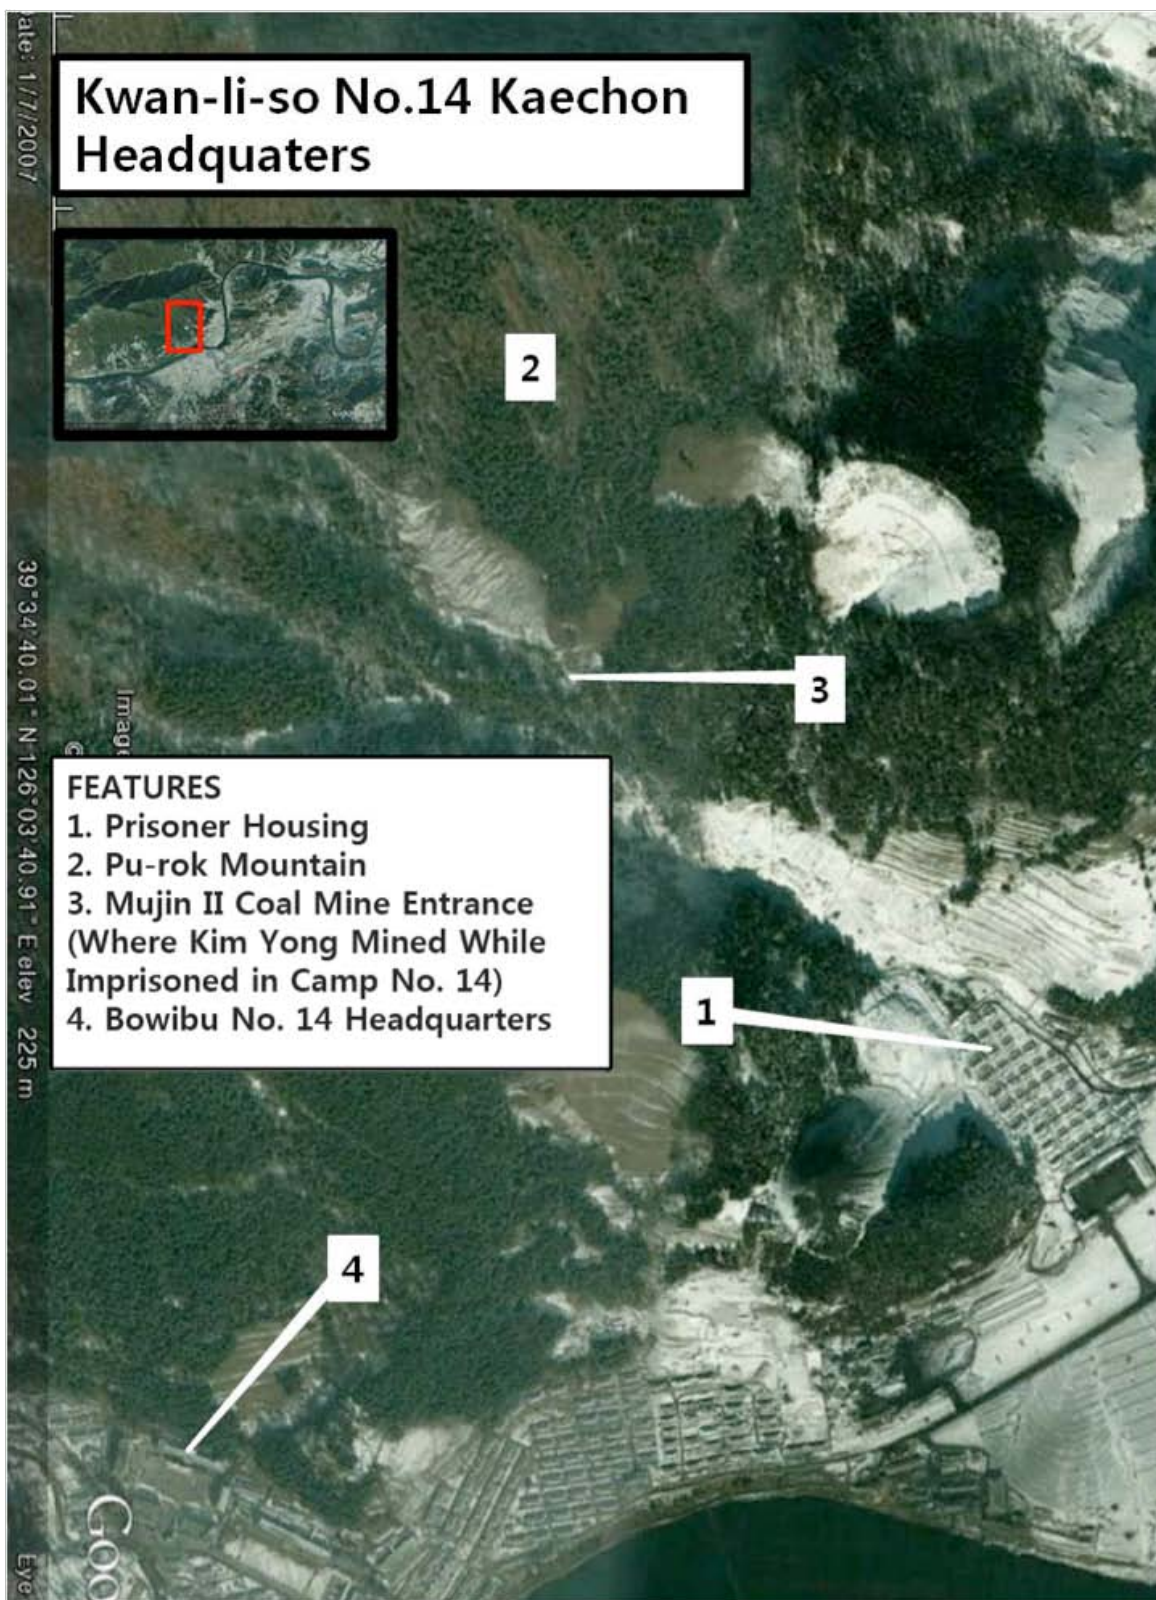 Kwan-li-so No.14 Kaechon
Headquaters
2
3
FEATURES
1. Prisoner Housing
2. Pu-rok Mountain
3. Mujin II Coal Mine Entrance
(Where Kim Yong Mined While
Imprisoned in Camp No. 14)
4. Bowibu No. 14 Headquarters
1
4
ate: 1/7/2007
39°34'40.01" N 126°03'40.91" E elev 225 m
Eye
Imag
©
Goo